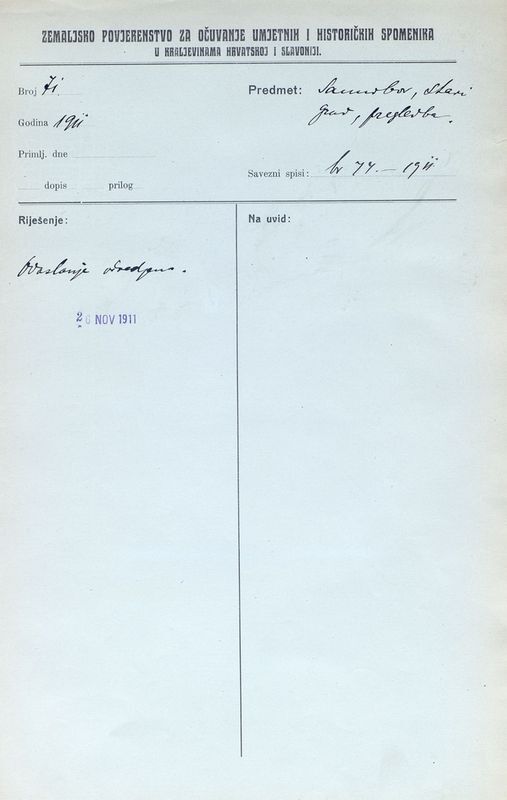 ZEMALJSKO POVJERENSTVO ZA OČUVANJE UMJETNIH I HISTORIČKIH SPOMENIKA
U KRALJEVINAMA HRVATSKOJ I SLAVONIJI.
Broj 71
Godina 1911
Primlj. dne
dopis prilog
Predmet: Samobor, Stari
grad, pregledba.
Savezni spisi: br 77. – 1911
Riješenje:
Odaslanje odredjeno.
26 NOV 1911
Na uvid: